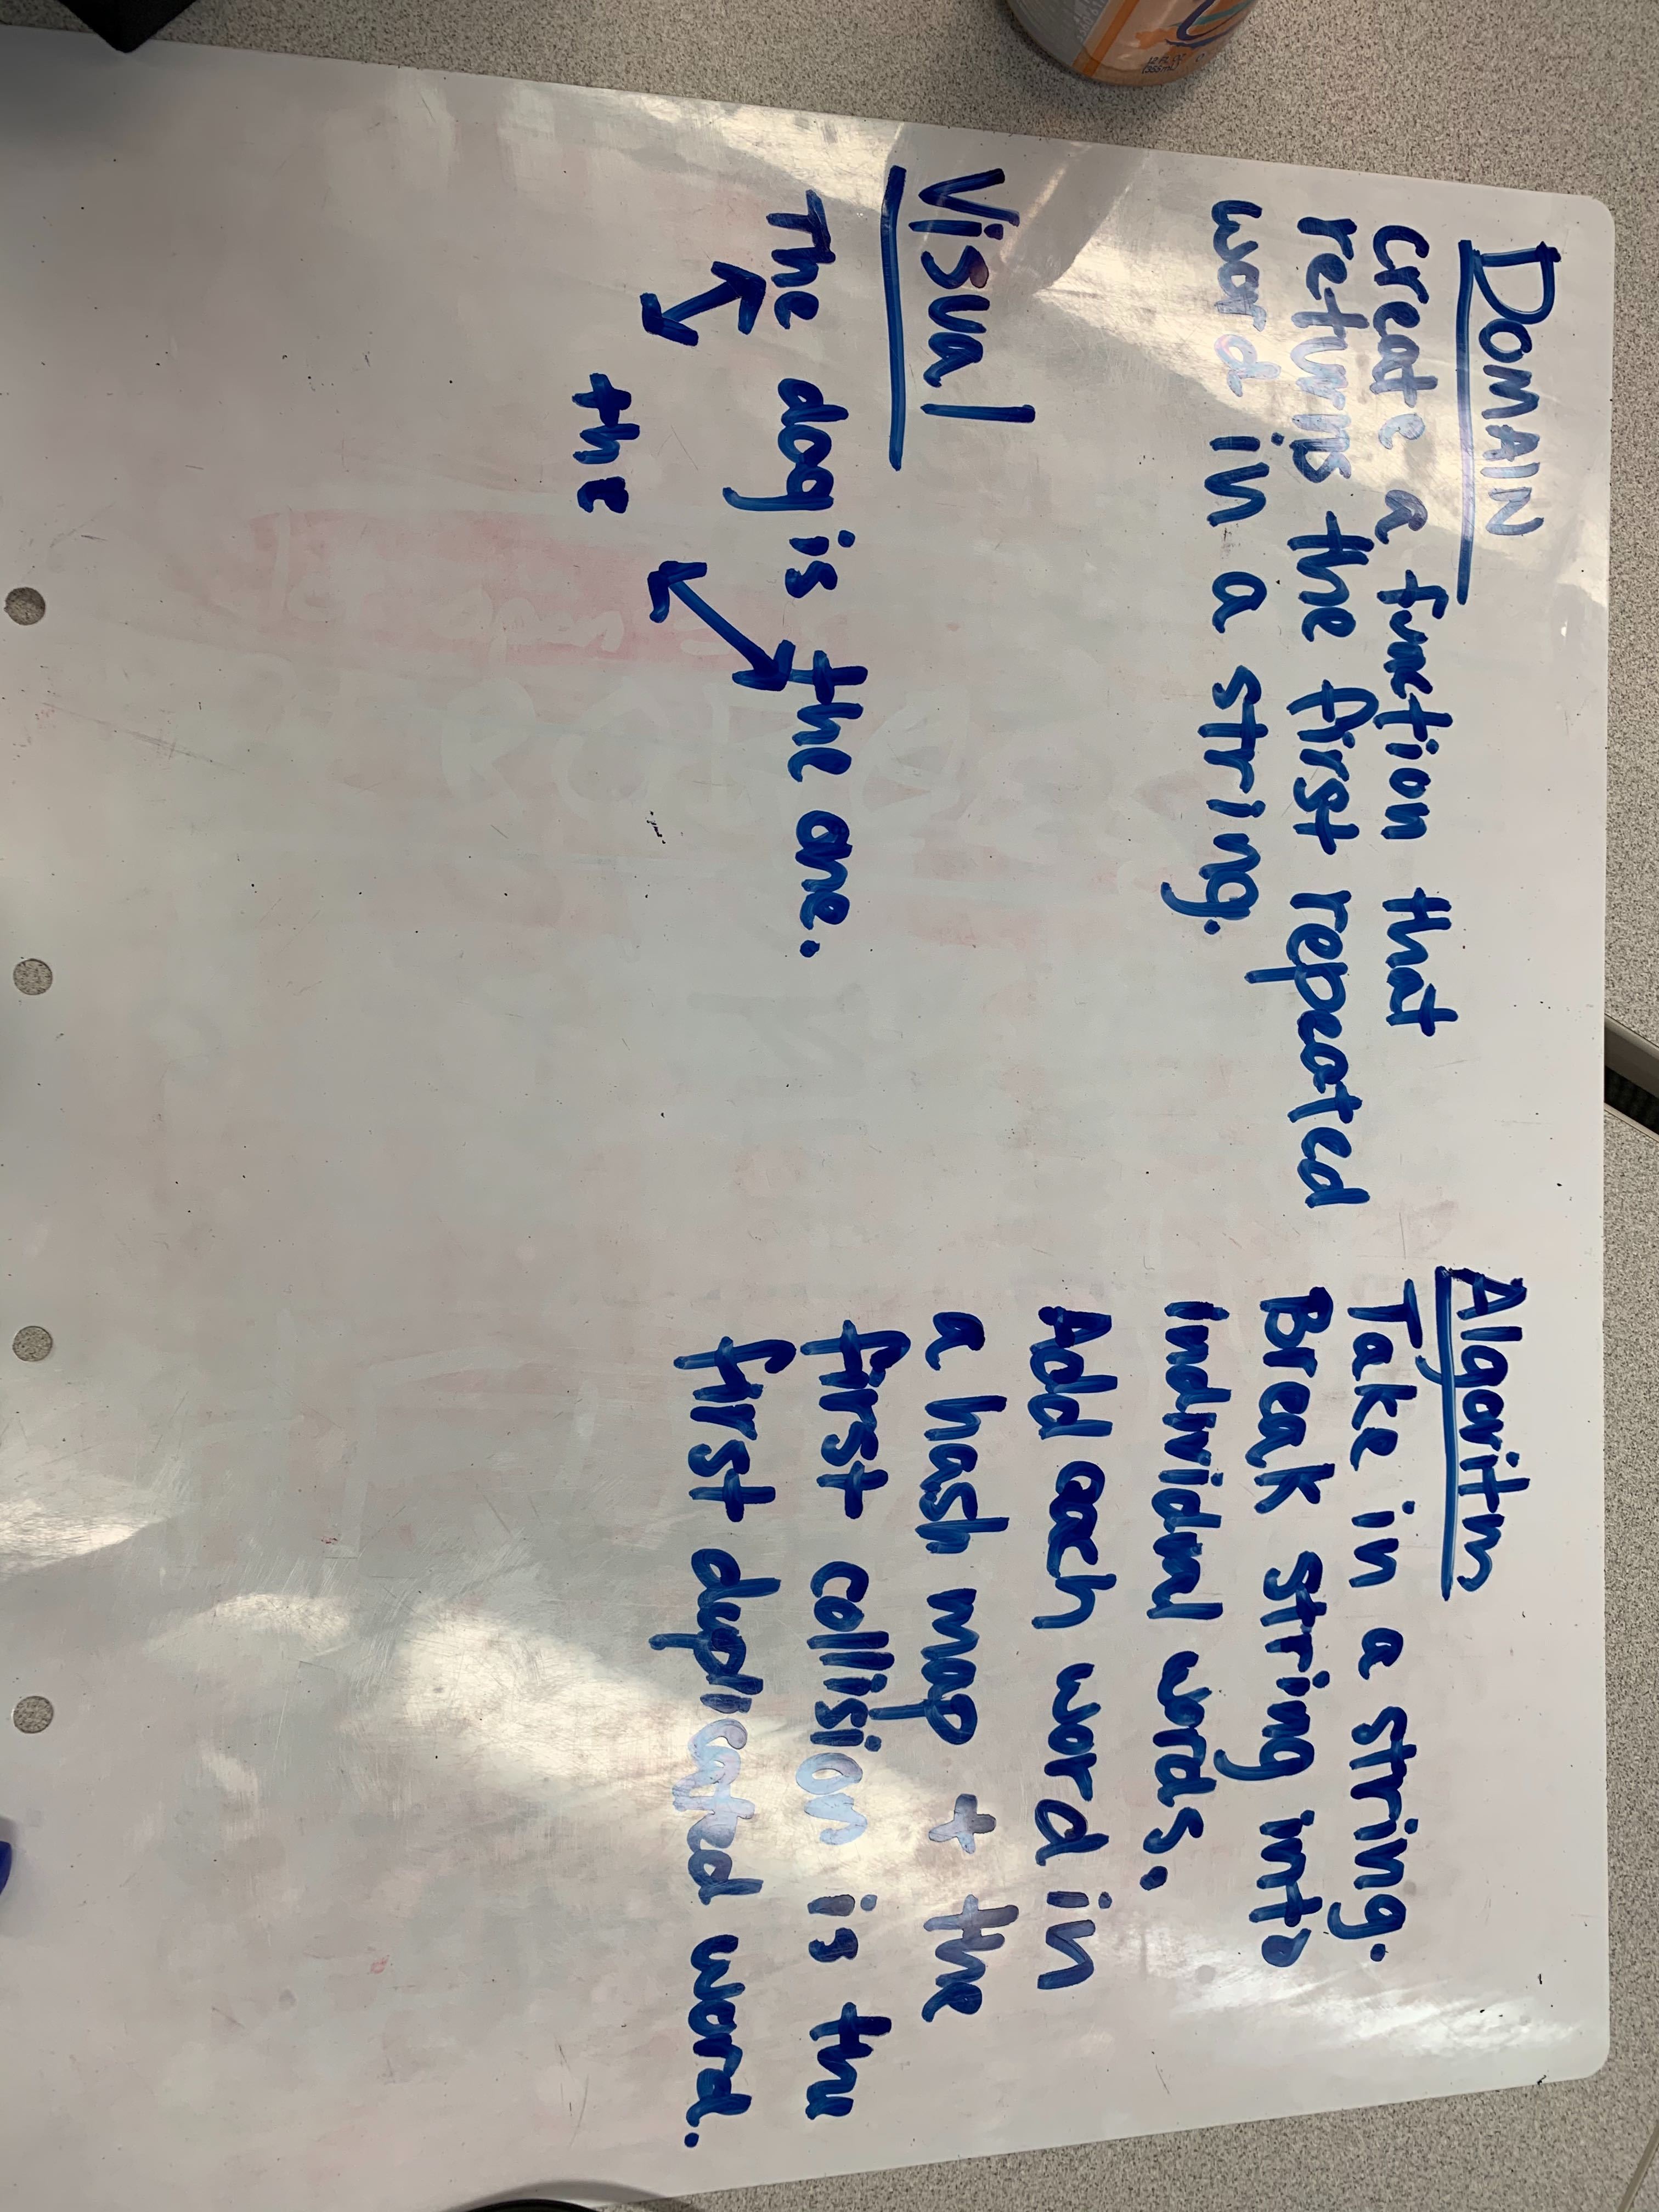 DOMAIN
create a function that
returns the first repeated
word in a string.
Visual
The dog is the one.
the
Algoritm
Take in a string.
Break string into
individual words.
Add each word in
a hash map + the
first collision is the
first duplicated word.